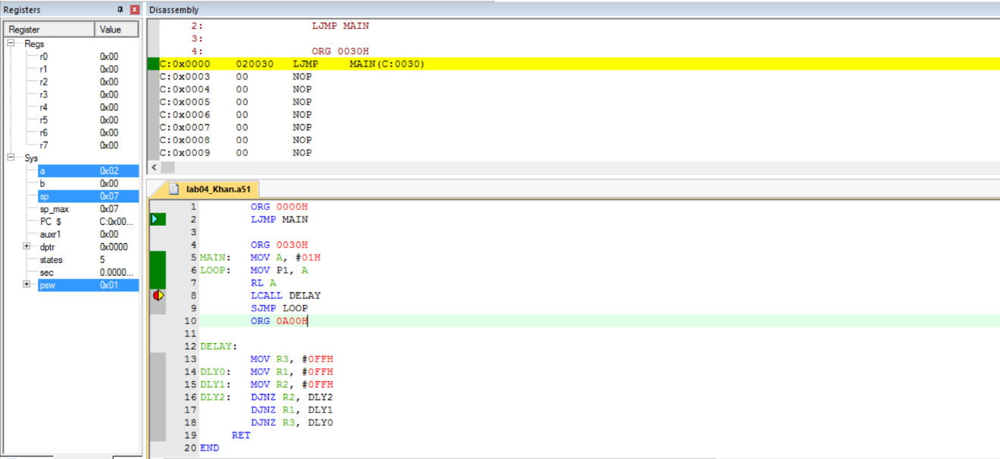 Registers
Register Value
Regs
r0 0x00
r1 0x00
r2 0x00
r3 0x00
r4 0x00
r5 0x00
r6 0x00
r7 0x00
Sys
a 0x02
b 0x00
sp 0x07
sp_max 0x07
PC $ C:0x00...
auxr1 0x00
dptr 0x0000
states 5
sec 0.0000...
psw 0x01
Disassembly
2: LJMP MAIN
3:
4: ORG 0030H
C:0x0000 020030 LJMP MAIN(C:0030)
C:0x0003 00 NOP
C:0x0004 00 NOP
C:0x0005 00 NOP
C:0x0006 00 NOP
C:0x0007 00 NOP
C:0x0008 00 NOP
C:0x0009 00 NOP
lab04_Khan.a51
1 ORG 0000H
2 LJMP MAIN
3
4 ORG 0030H
5 MAIN: MOV A, #01H
6 LOOP: MOV P1, A
7 RL A
8 LCALL DELAY
9 SJMP LOOP
10 ORG 0A00H
11
12 DELAY:
13 MOV R3, #0FFH
14 DLY0: MOV R1, #0FFH
15 DLY1: MOV R2, #0FFH
16 DLY2: DJNZ R2, DLY2
17 DJNZ R1, DLY1
18 DJNZ R3, DLY0
19 RET
20 END